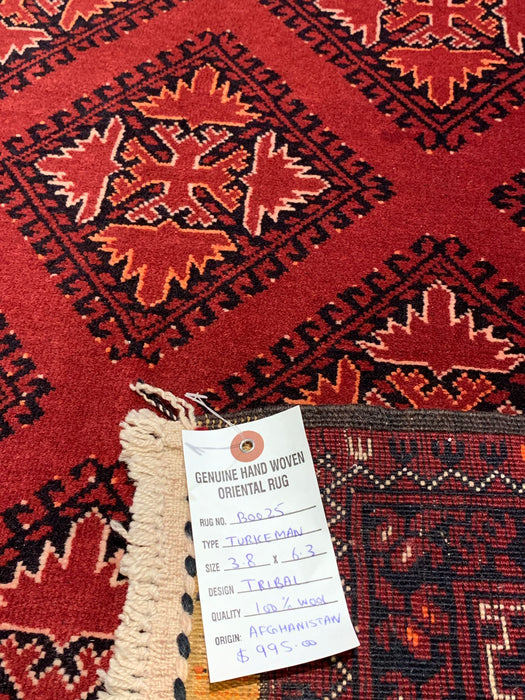 GENUINE HAND WOVEN
ORIENTAL RUG
RUG NO. B0025
TYPE TURKEMAN
SIZE 3.8 X 6.3
DESIGN TRIBAL
QUALITY 100% WOOL
ORIGIN: AFGHANISTAN
$995.00